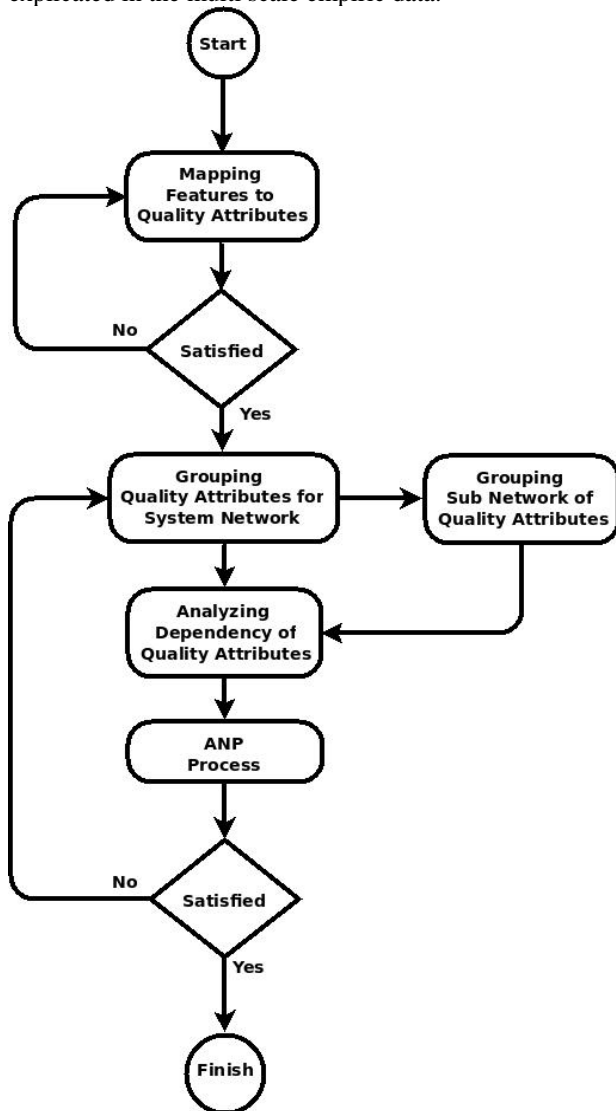 Start
Mapping
Features to
Quality Attributes
No
Satisfied
Yes
Grouping
Quality Attributes for
System Network
Grouping
Sub Network of
Quality Attributes
Analyzing
Dependency of
Quality Attributes
ANP
Process
No
Satisfied
Yes
Finish